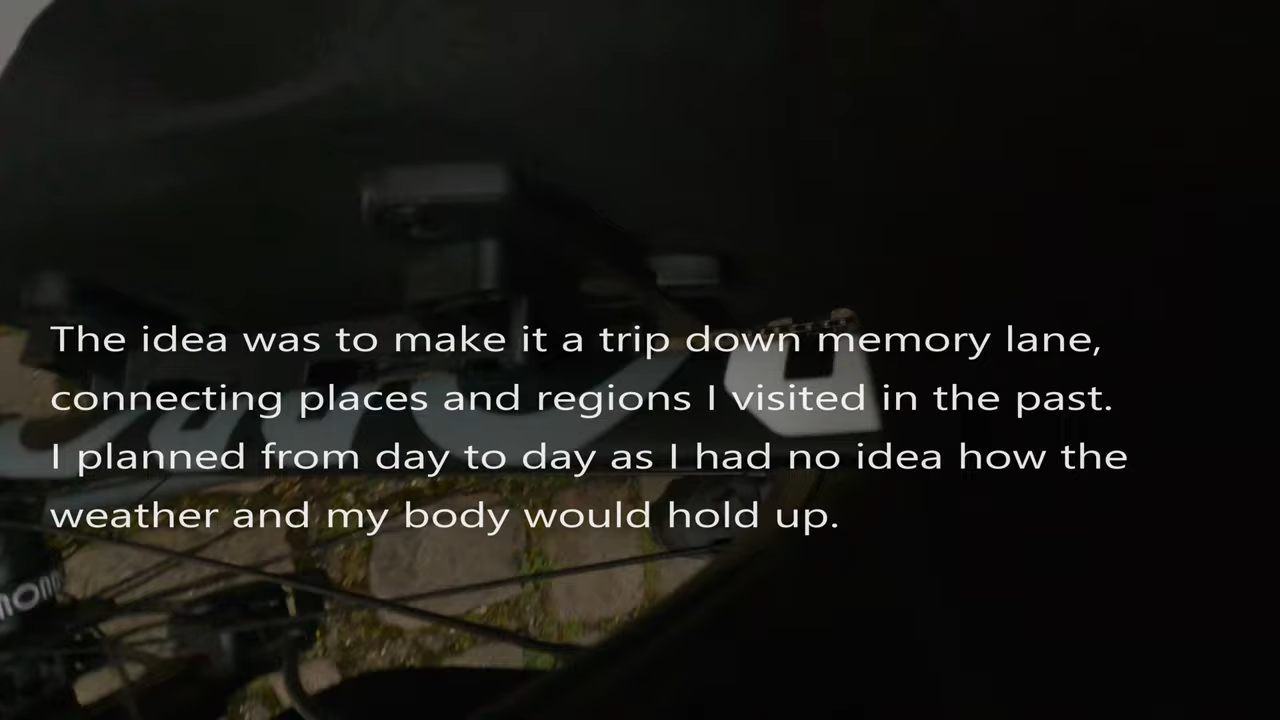 The idea was to make it a trip down memory lane,
connecting places and regions I visited in the past.
I planned from day to day as I had no idea how the
weather and my body would hold up.